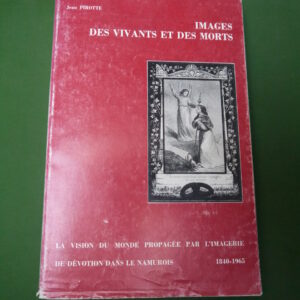 Jean PIROTTE
IMAGES
DES VIVANTS ET DES MORTS
LA VISION DU MONDE PROPAGÉE PAR L'IMAGERIE
DE DÉVOTION DANS LE NAMUROIS 1840-1965